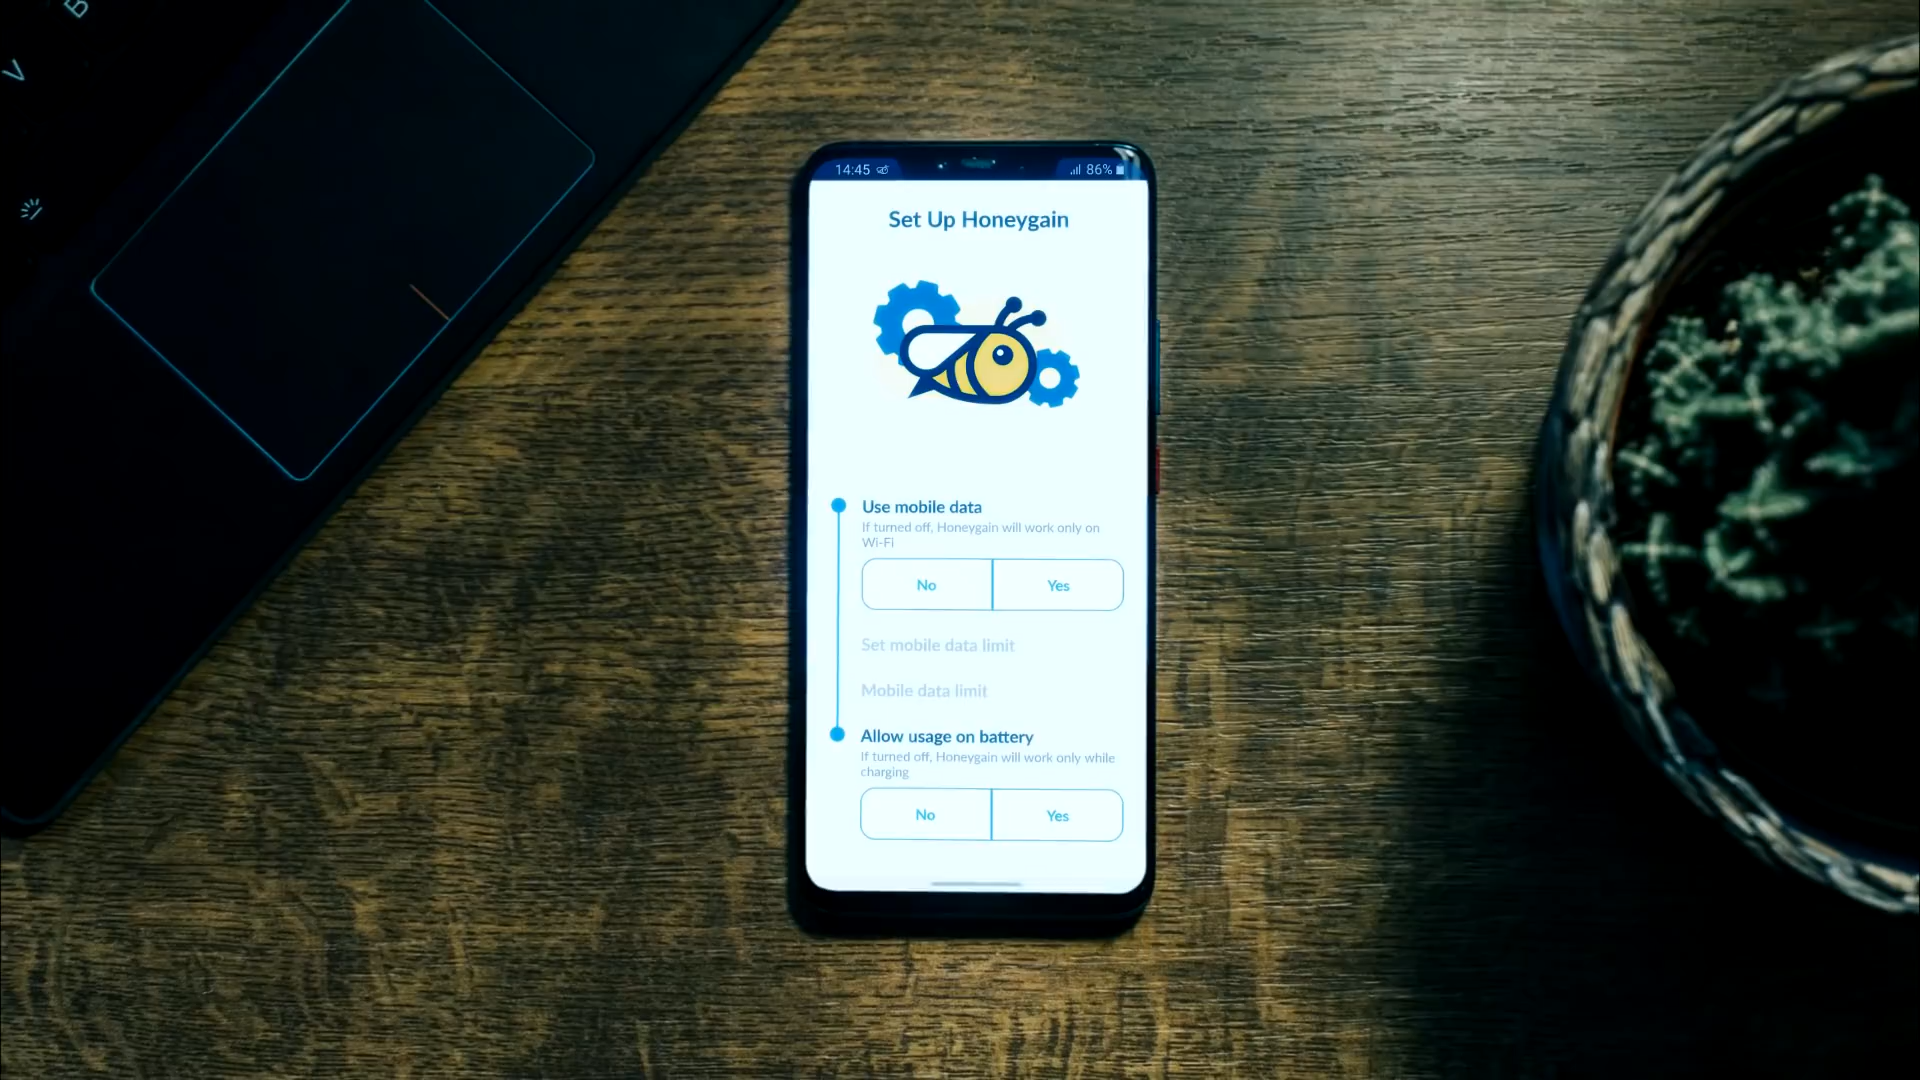 B
V
14:45
86%
Set Up Honeygain
Use mobile data
If turned off, Honeygain will work only on
Wi-Fi
No
Yes
Set mobile data limit
Mobile data limit
Allow usage on battery
If turned off, Honeygain will work only while
charging
No
Yes